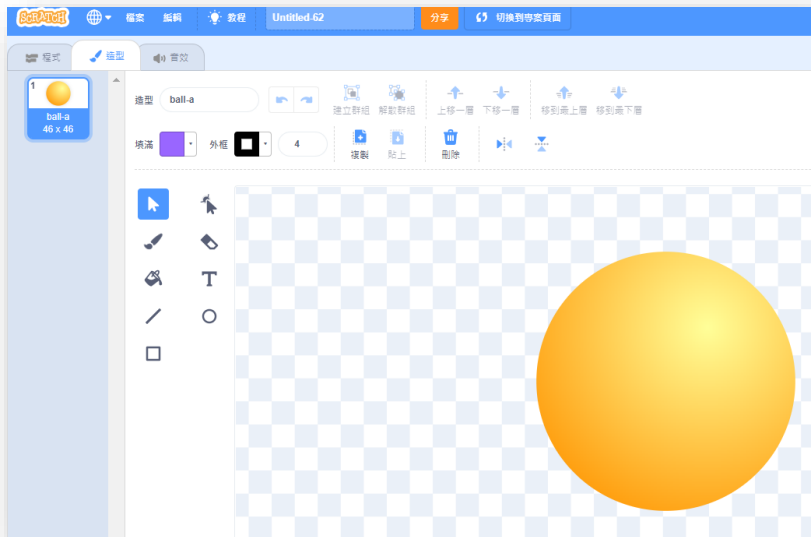 SCRATCH 檔案 編輯 教程 Untitled-62 分享 切換到專案頁面
程式 造型 音效
1
ball-a
46 x 46
造型 ball-a 建立群組 解散群組 上移一層 下移一層 移到最上層 移到最下層
填滿 外框 4 複製 貼上 刪除
T